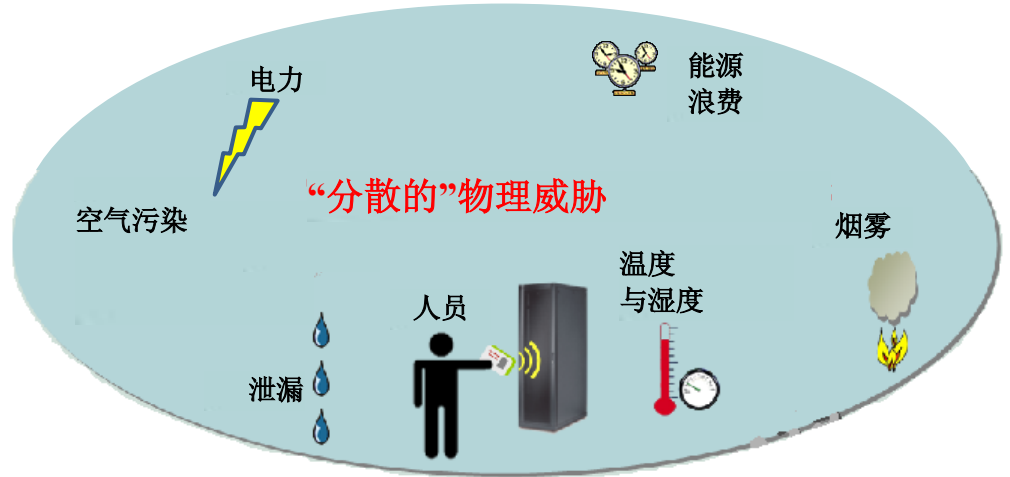 电力
能源
浪费
“分散的”物理威胁
空气污染
烟雾
温度
与湿度
人员
泄漏